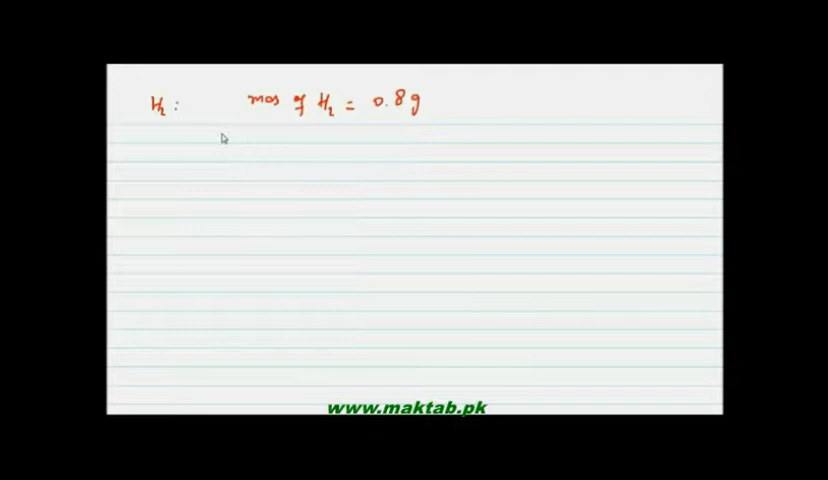 H₂: mas of H₂ = 0.8g
www.maktab.pk